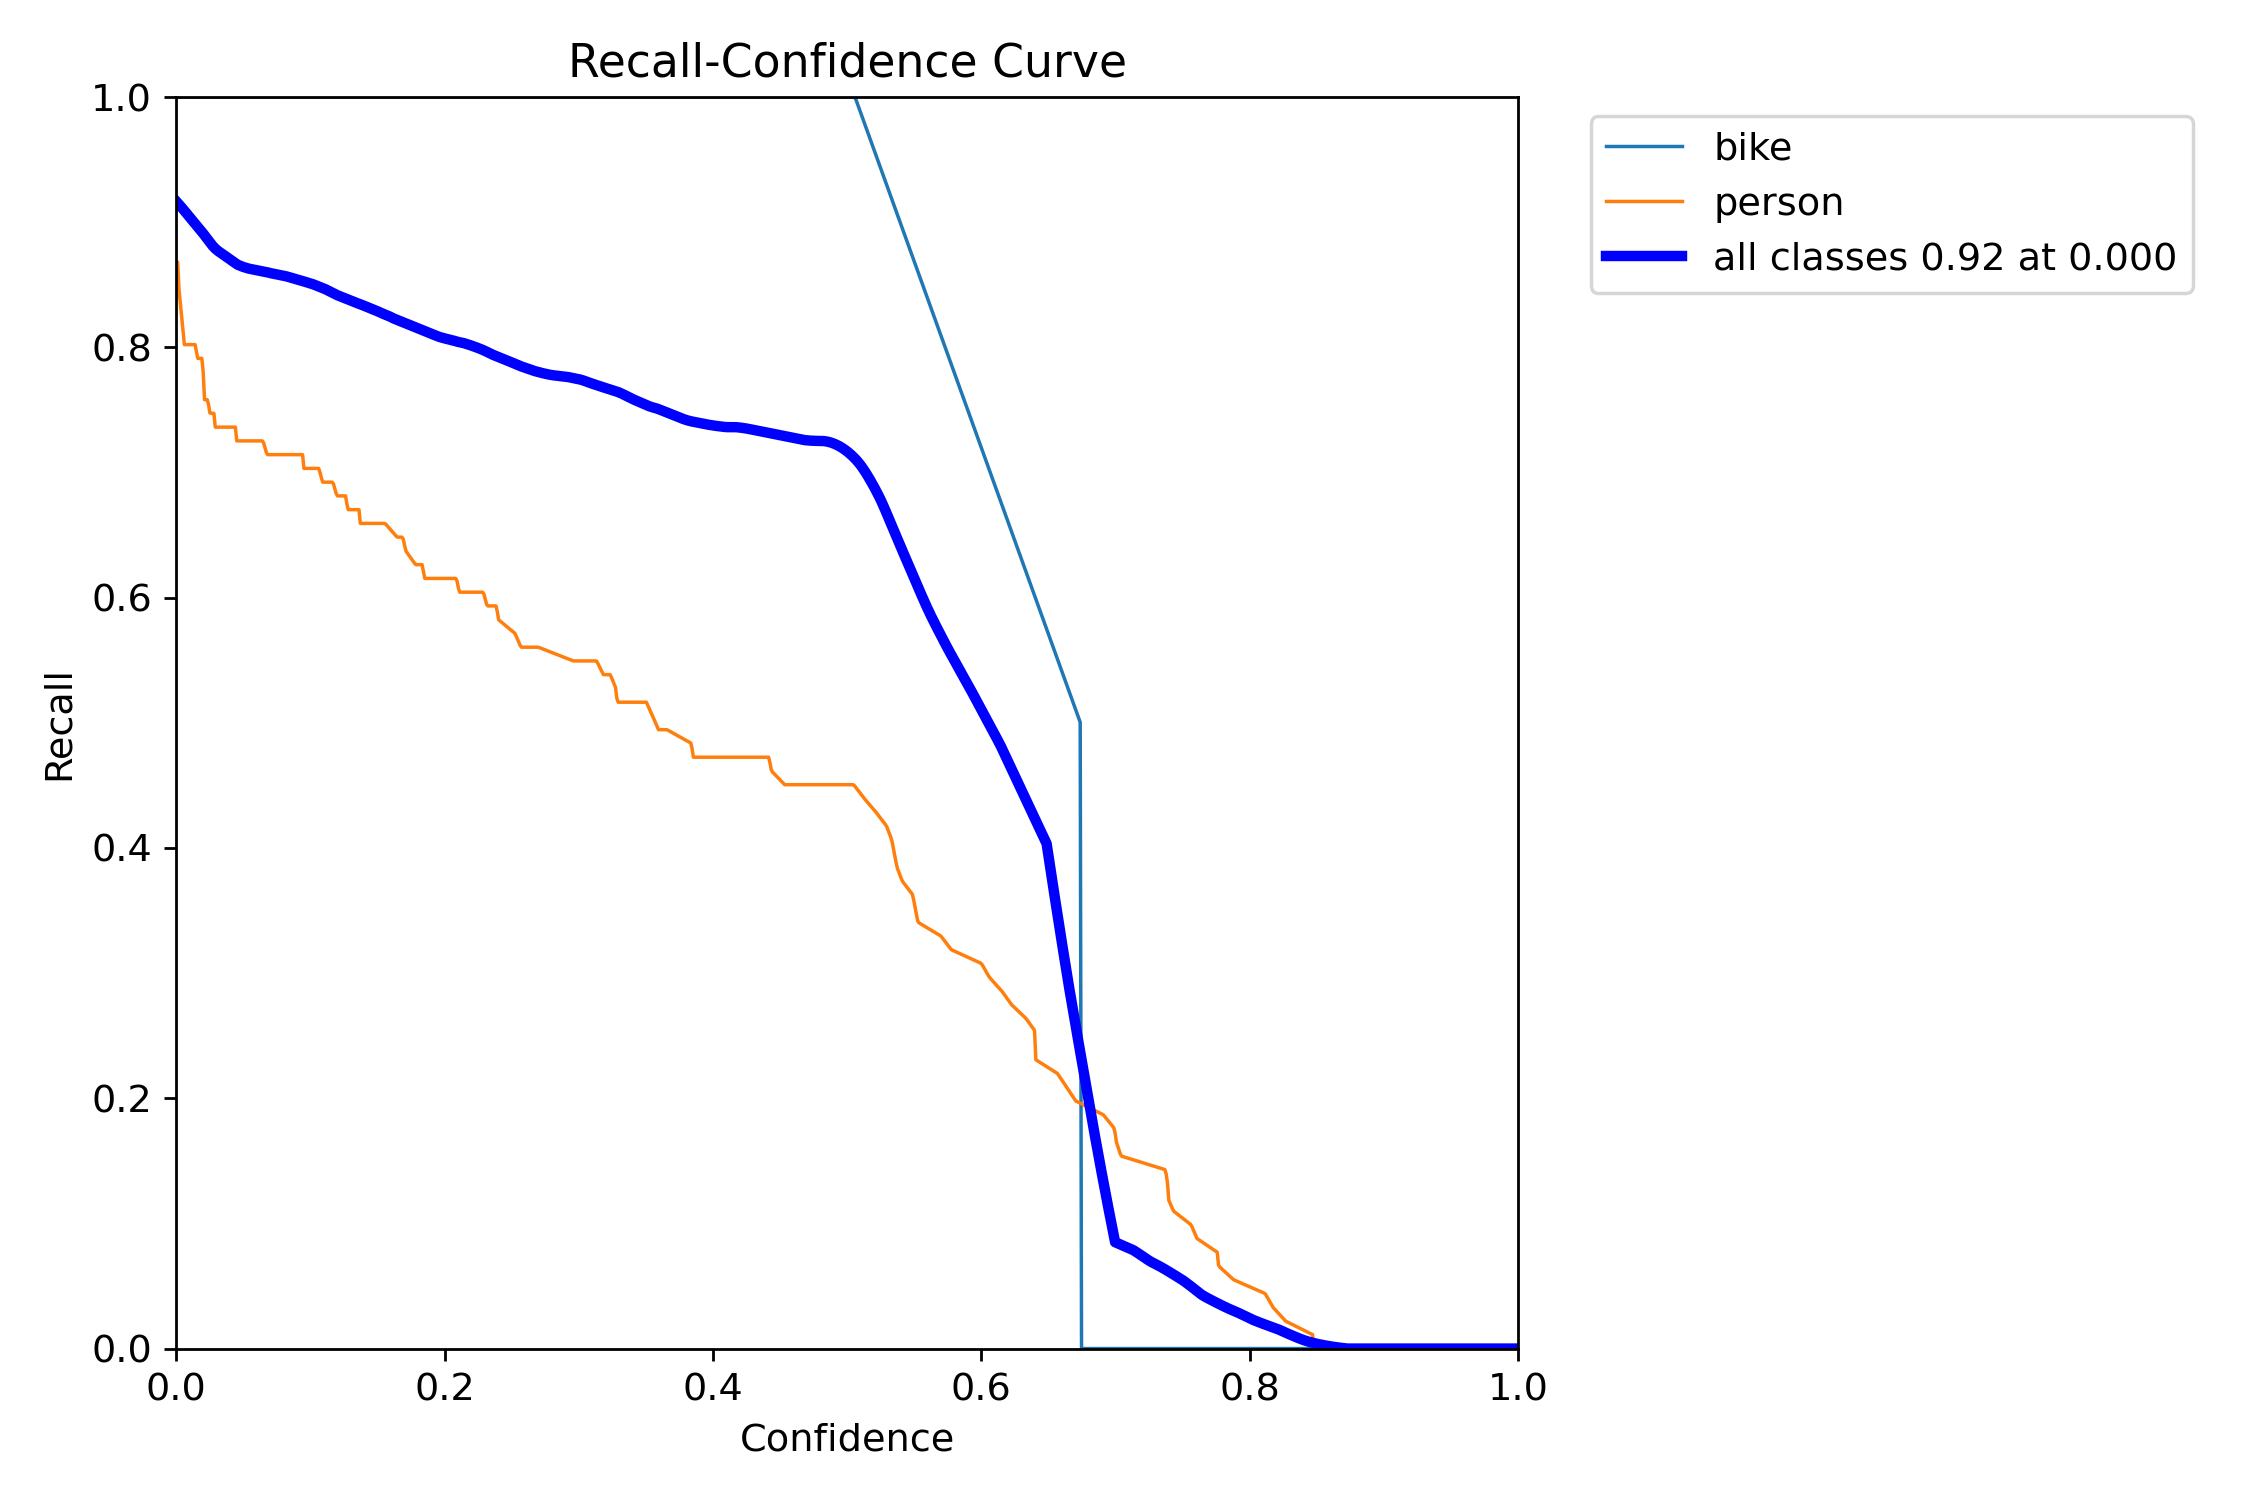 Recall-Confidence Curve
1.0
0.8
0.6
0.4
0.2
0.0
Recall
0.0 0.2 0.4 0.6 0.8 1.0
Confidence
bike
person
all classes 0.92 at 0.000